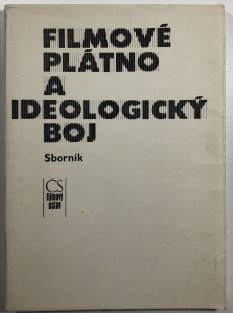 FILMOVÉ
PLÁTNO
A
IDEOLOGICKÝ
BOJ
Sborník
ČS
filmový
ústav